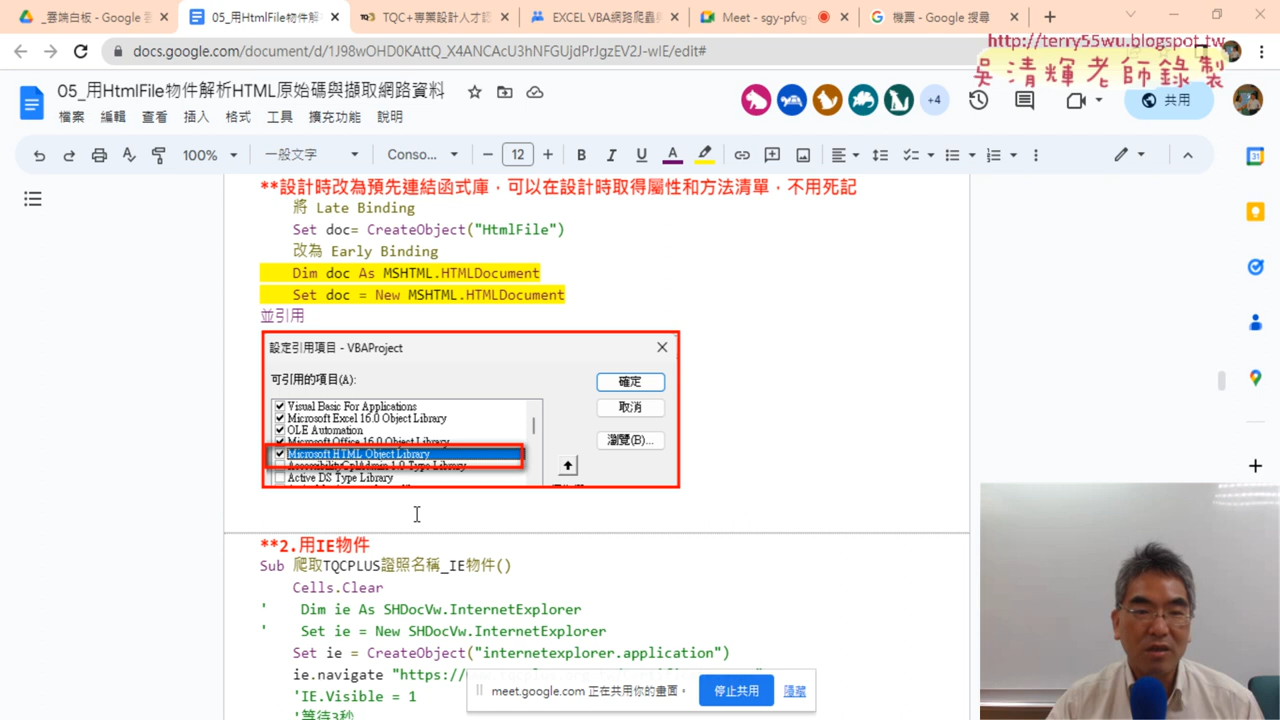 _雲端白板 - Google 雲
05_用HtmlFile物件解
TQC+專業設計人才認
EXCEL VBA網路爬蟲與
Meet - sgy-pfvg-
機票 - Google 搜尋
docs.google.com/document/d/1J98wOHD0KAttQ_X4ANCAcU3hNFGUjdPrJgzEV2J-wIE/edit#
http://terry55wu.blogspot.tw
吳清輝老師錄製
05_用HtmlFile物件解析HTML原始碼與擷取網路資料
+4
共用
檔案 編輯 查看 插入 格式 工具 擴充功能 說明
100% 一般文字 Conso... 12 B I U A
**設計時改為預先連結函式庫，可以在設計時取得屬性和方法清單，不用死記
將 Late Binding
Set doc= CreateObject("HtmlFile")
改為 Early Binding
Dim doc As MSHTML.HTMLDocument
Set doc = New MSHTML.HTMLDocument
並引用
設定引用項目 - VBAProject
可引用的項目(A):
確定
Visual Basic For Applications
取消
Microsoft Excel 16.0 Object Library
OLE Automation
Microsoft Office 16.0 Object Library
瀏覽(B)...
Microsoft HTML Object Library
AccessibilityCplAdmin 1.0 Type Library
Active DS Type Library
**2.用IE物件
Sub 爬取TQCPLUS證照名稱_IE物件()
Cells.Clear
' Dim ie As SHDocVw.InternetExplorer
' Set ie = New SHDocVw.InternetExplorer
Set ie = CreateObject("internetexplorer.application")
ie.navigate "https://
'IE.Visible = 1
'等待3秒
meet.google.com 正在共用你的畫面。
停止共用
隱藏